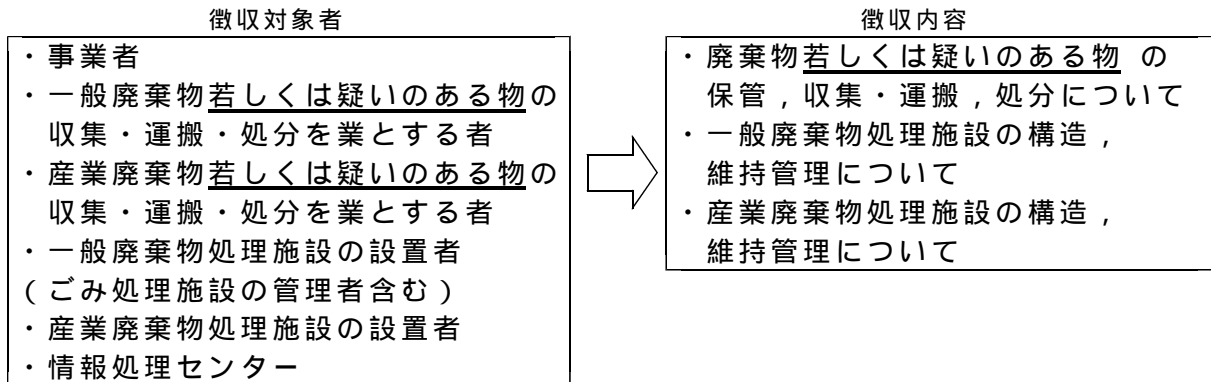 徴収対象者
・事業者
・一般廃棄物若しくは疑いのある物の
収集・運搬・処分を業とする者
・産業廃棄物若しくは疑いのある物の
収集・運搬・処分を業とする者
・一般廃棄物処理施設の設置者
(ごみ処理施設の管理者含む)
・産業廃棄物処理施設の設置者
・情報処理センター
徴収内容
・廃棄物若しくは疑いのある物 の
保管,収集・運搬,処分について
・一般廃棄物処理施設の構造,
維持管理について
・産業廃棄物処理施設の構造,
維持管理について